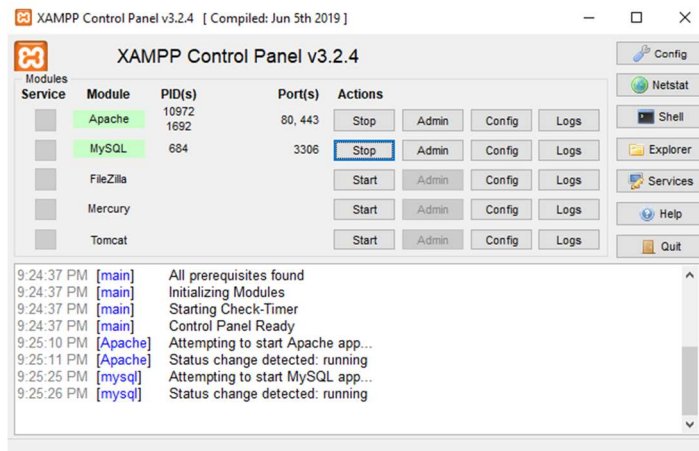 XAMPP Control Panel v3.2.4 [ Compiled: Jun 5th 2019 ]
XAMPP Control Panel v3.2.4
Config
Netstat
Shell
Explorer
Services
Help
Quit
Modules
Service Module PID(s) Port(s) Actions
Apache 10972 1692 80, 443 Stop Admin Config Logs
MySQL 684 3306 Stop Admin Config Logs
FileZilla Start Admin Config Logs
Mercury Start Admin Config Logs
Tomcat Start Admin Config Logs
9:24:37 PM [main] All prerequisites found
9:24:37 PM [main] Initializing Modules
9:24:37 PM [main] Starting Check-Timer
9:24:37 PM [main] Control Panel Ready
9:25:10 PM [Apache] Attempting to start Apache app...
9:25:11 PM [Apache] Status change detected: running
9:25:25 PM [mysql] Attempting to start MySQL app...
9:25:26 PM [mysql] Status change detected: running